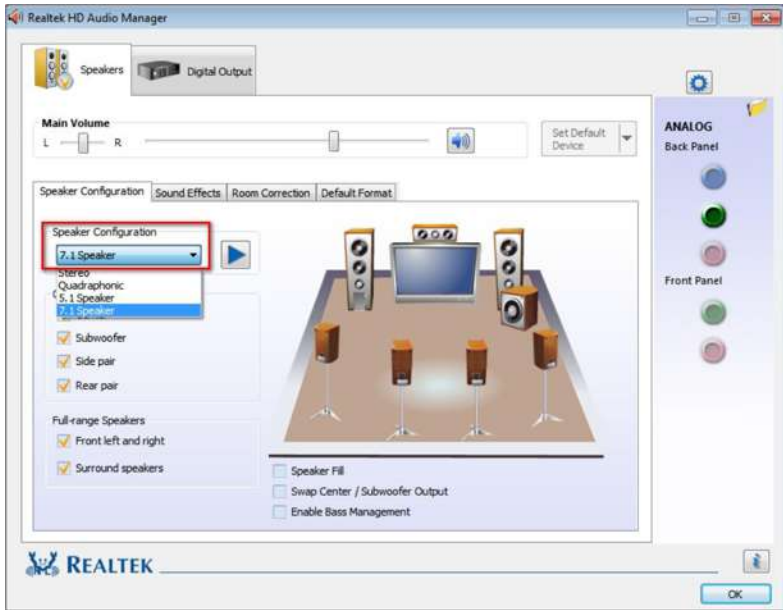 Realtek HD Audio Manager
Speakers
Digital Output
Main Volume
L
R
Set Default
Device
ANALOG
Back Panel
Speaker Configuration
Sound Effects
Room Correction
Default Format
Speaker Configuration
7.1 Speaker
Stereo
Quadraphonic
5.1 Speaker
7.1 Speaker
Subwoofer
Side pair
Rear pair
Full-range Speakers
Front left and right
Surround speakers
Speaker Fill
Swap Center / Subwoofer Output
Enable Bass Management
Front Panel
REALTEK
OK